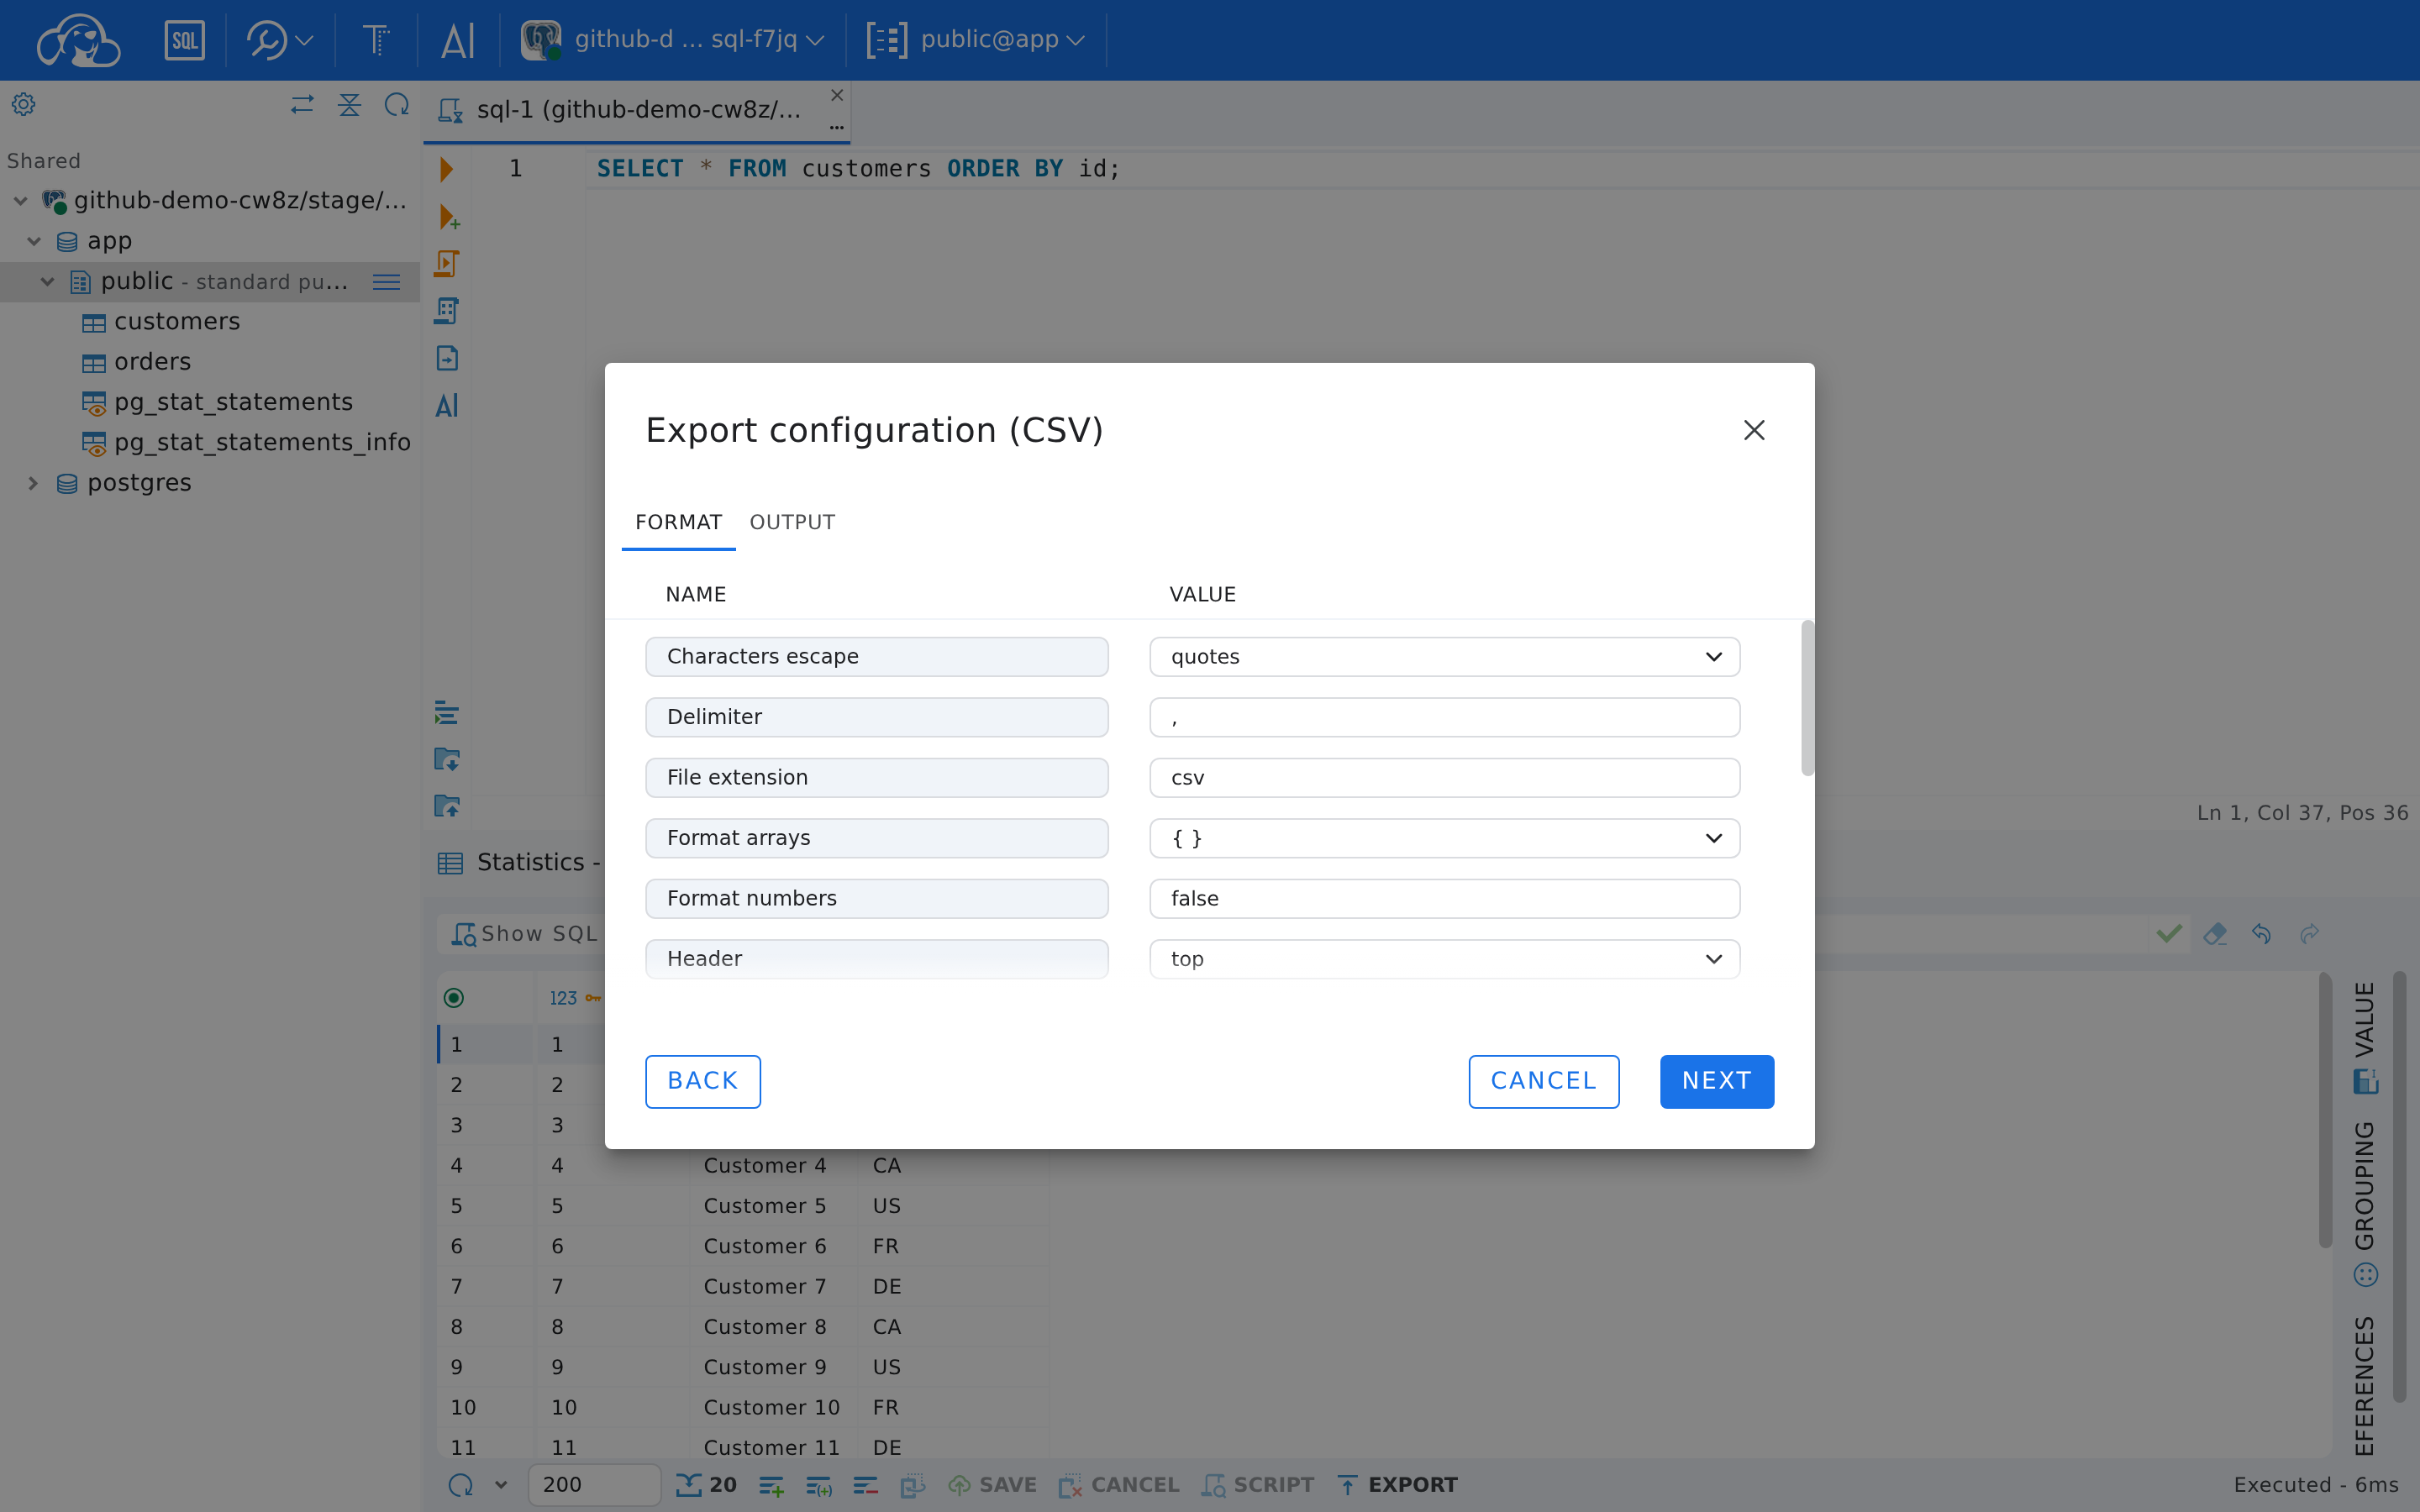 SQL
T
AI
github-d ... sql-f7jq
public@app
sql-1 (github-demo-cw8z/...
Shared
github-demo-cw8z/stage/...
app
public - standard pu...
customers
orders
pg_stat_statements
pg_stat_statements_info
postgres
1
SELECT * FROM customers ORDER BY id;
AI
Ln 1, Col 37, Pos 36
Export configuration (CSV)
FORMAT
OUTPUT
NAME
VALUE
Characters escape
quotes
Delimiter
,
File extension
csv
Format arrays
{ }
Format numbers
false
Header
top
BACK
CANCEL
NEXT
Statistics -
Show SQL
123
1 1
2 2
3 3
4 4 Customer 4 CA
5 5 Customer 5 US
6 6 Customer 6 FR
7 7 Customer 7 DE
8 8 Customer 8 CA
9 9 Customer 9 US
10 10 Customer 10 FR
11 11 Customer 11 DE
VALUE
GROUPING
EFERENCES
200
20
SAVE
CANCEL
SCRIPT
EXPORT
Executed - 6ms